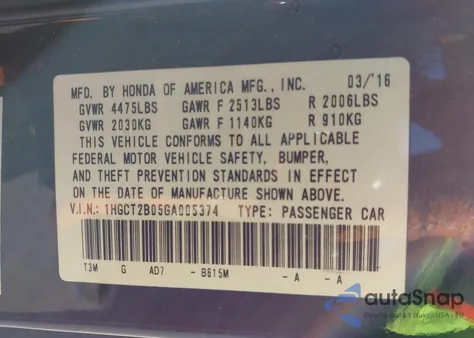 MFD. BY HONDA OF AMERICA MFG., INC. 03/'16
GVWR 4475LBS GAWR F 2513LBS R 2006LBS
GVWR 2030KG GAWR F 1140KG R 910KG
THIS VEHICLE CONFORMS TO ALL APPLICABLE
FEDERAL MOTOR VEHICLE SAFETY, BUMPER,
AND THEFT PREVENTION STANDARDS IN EFFECT
ON THE DATE OF MANUFACTURE SHOWN ABOVE.
V.I.N.: 1HGCT2B05GA005374 TYPE: PASSENGER CAR
T3M G AD7 - B615M - A - A
autoSnap